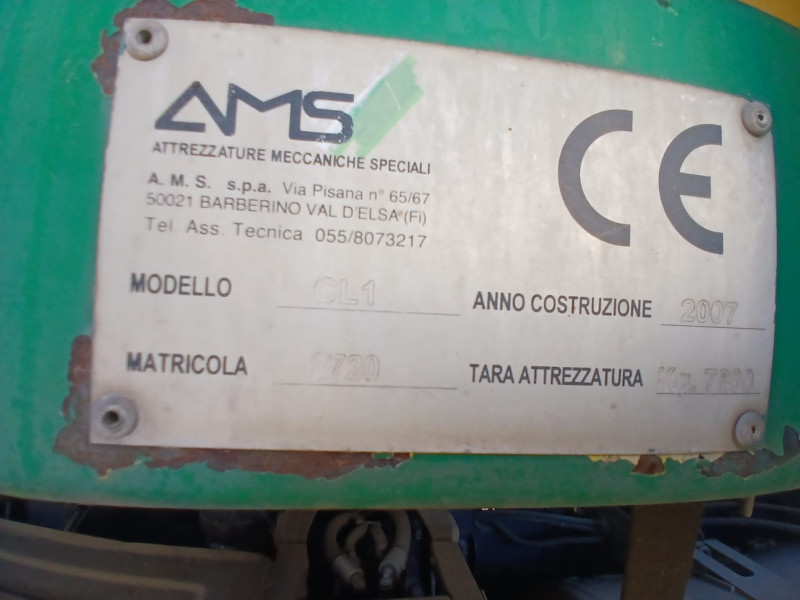 AMS
ATTREZZATURE MECCANICHE SPECIALI
A. M. S. s.p.a. Via Pisana n° 65/67
50021 BARBERINO VAL D'ELSA (Fi)
Tel. Ass. Tecnica 055/8073217
CE
MODELLO CL1
ANNO COSTRUZIONE 2007
MATRICOLA
TARA ATTREZZATURA